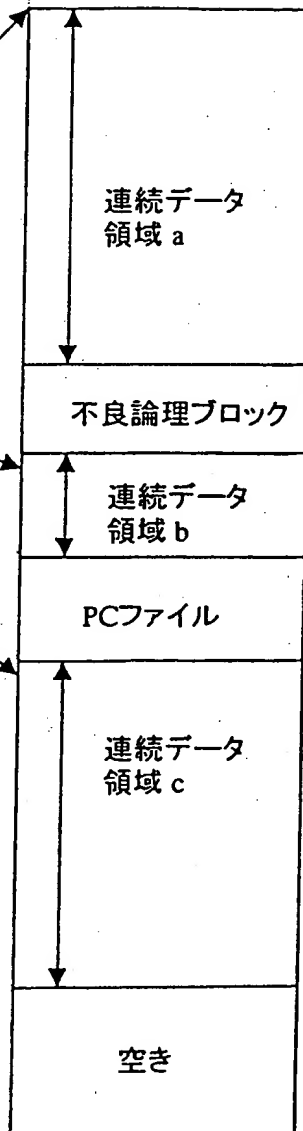 連続データ
領域 a
不良論理ブロック
連続データ
領域 b
PCファイル
連続データ
領域 c
空き